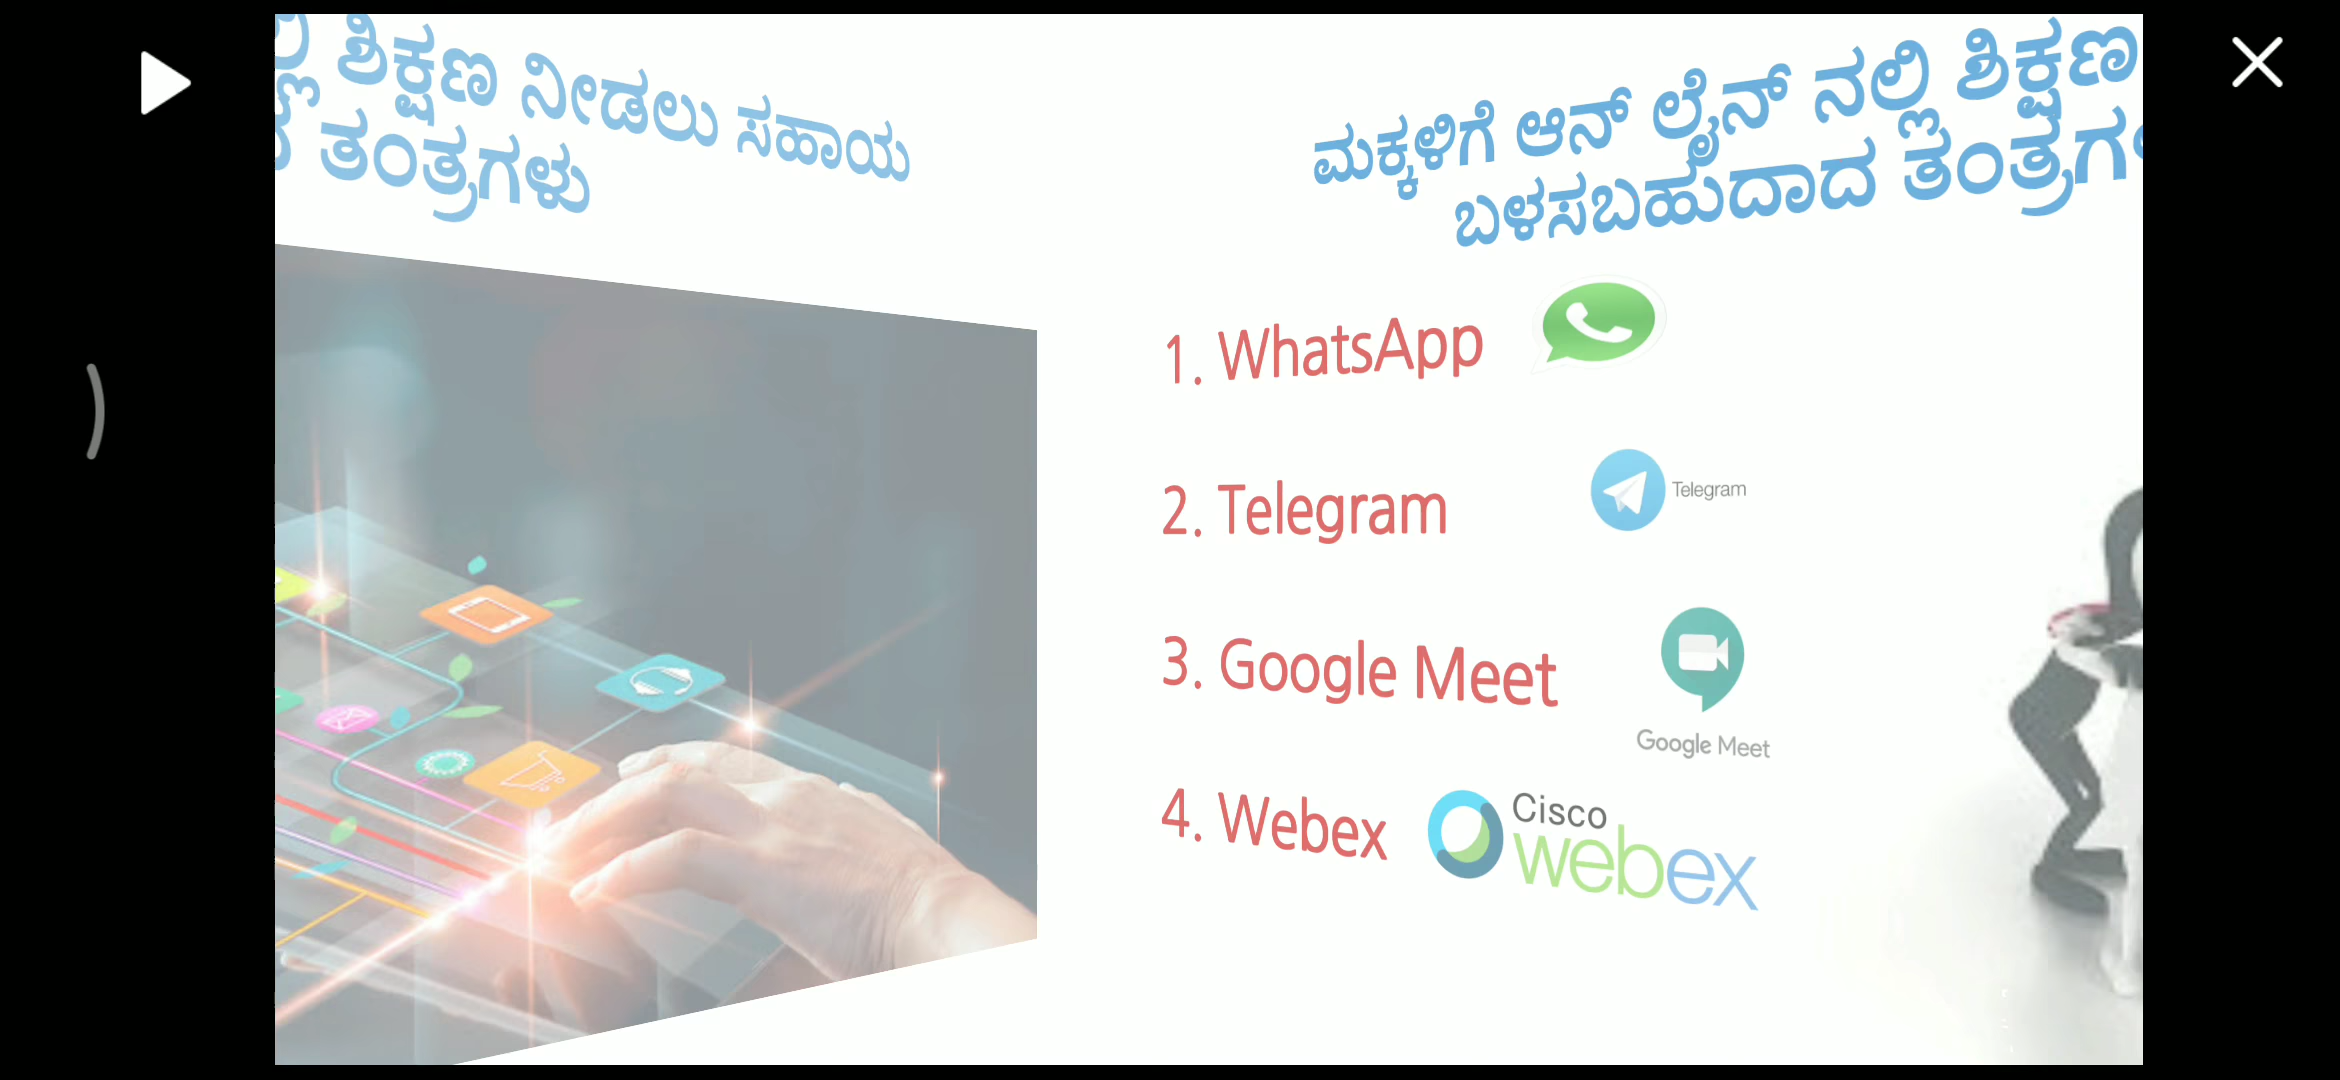 ಶಿಕ್ಷಣ ನೀಡಲು ಸಹಾಯ
ತಂತ್ರಗಳು
ಮಕ್ಕಳಿಗೆ ಆನ್ ಲೈನ್ ನಲ್ಲಿ ಶಿಕ್ಷಣ
ಬಳಸಬಹುದಾದ
1. WhatsApp
2. Telegram
Telegram
3. Google Meet
Google Meet
4. Webex
Cisco
webex